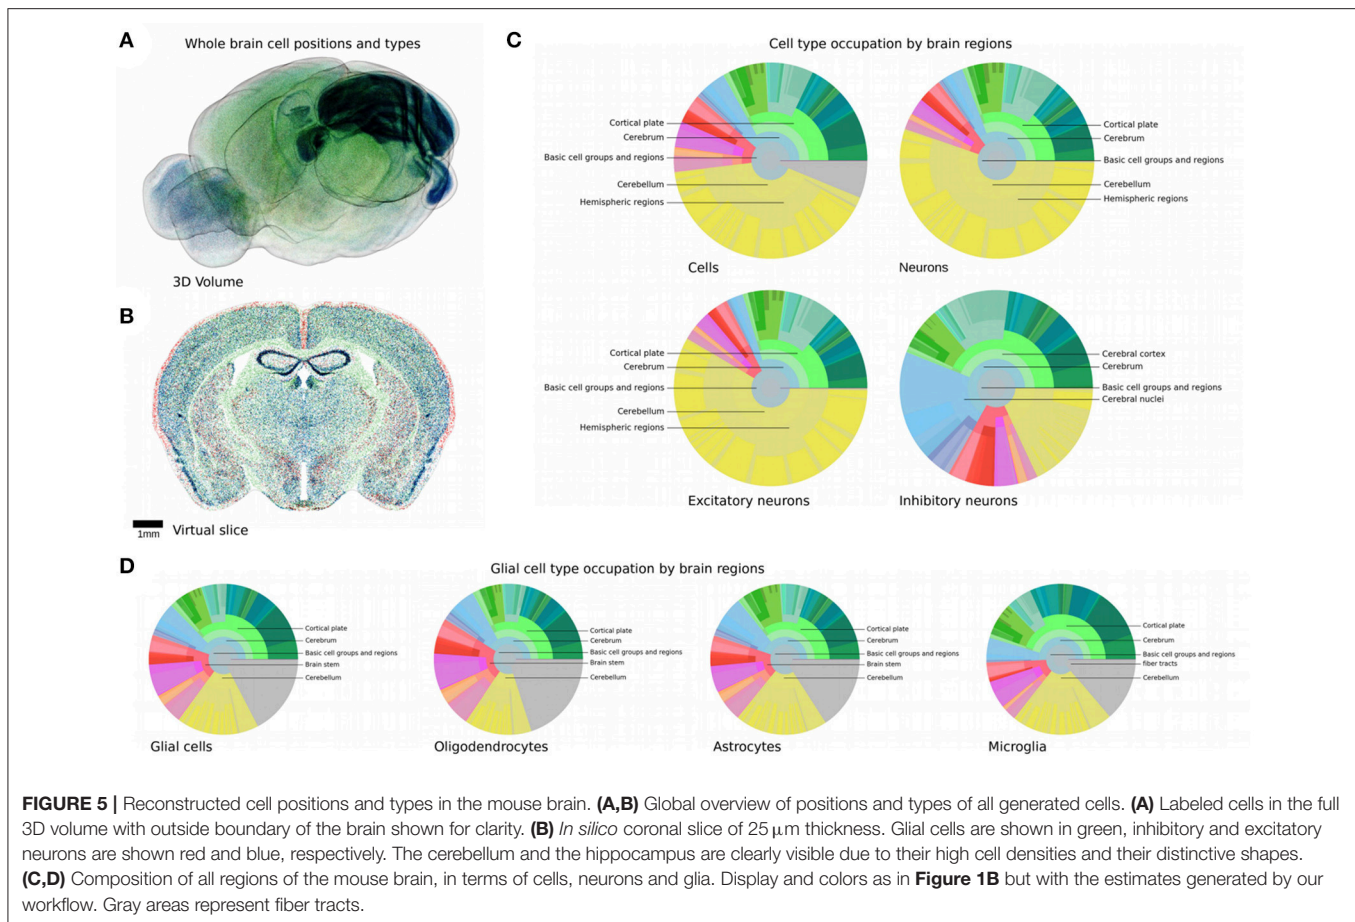 A
Whole brain cell positions and types
3D Volume
B
1mm
Virtual slice
C
Cell type occupation by brain regions
Cortical plate
Cerebrum
Basic cell groups and regions
Cerebellum
Hemispheric regions
Cells
Cortical plate
Cerebrum
Basic cell groups and regions
Cerebellum
Hemispheric regions
Neurons
Cortical plate
Cerebrum
Basic cell groups and regions
Cerebellum
Hemispheric regions
Excitatory neurons
Cerebral cortex
Cerebrum
Basic cell groups and regions
Cerebral nuclei
Inhibitory neurons
D
Glial cell type occupation by brain regions
Cortical plate
Cerebrum
Basic cell groups and regions
Brain stem
Cerebellum
Glial cells
Cortical plate
Cerebrum
Basic cell groups and regions
Brain stem
Cerebellum
Oligodendrocytes
Cortical plate
Cerebrum
Basic cell groups and regions
Brain stem
Cerebellum
Astrocytes
Cortical plate
Cerebrum
Basic cell groups and regions
fiber tracts
Cerebellum
Microglia
FIGURE 5 | Reconstructed cell positions and types in the mouse brain. (A,B) Global overview of positions and types of all generated cells. (A) Labeled cells in the full
3D volume with outside boundary of the brain shown for clarity. (B) In silico coronal slice of 25 μm thickness. Glial cells are shown in green, inhibitory and excitatory
neurons are shown red and blue, respectively. The cerebellum and the hippocampus are clearly visible due to their high cell densities and their distinctive shapes.
(C,D) Composition of all regions of the mouse brain, in terms of cells, neurons and glia. Display and colors as in Figure 1B but with the estimates generated by our
workflow. Gray areas represent fiber tracts.